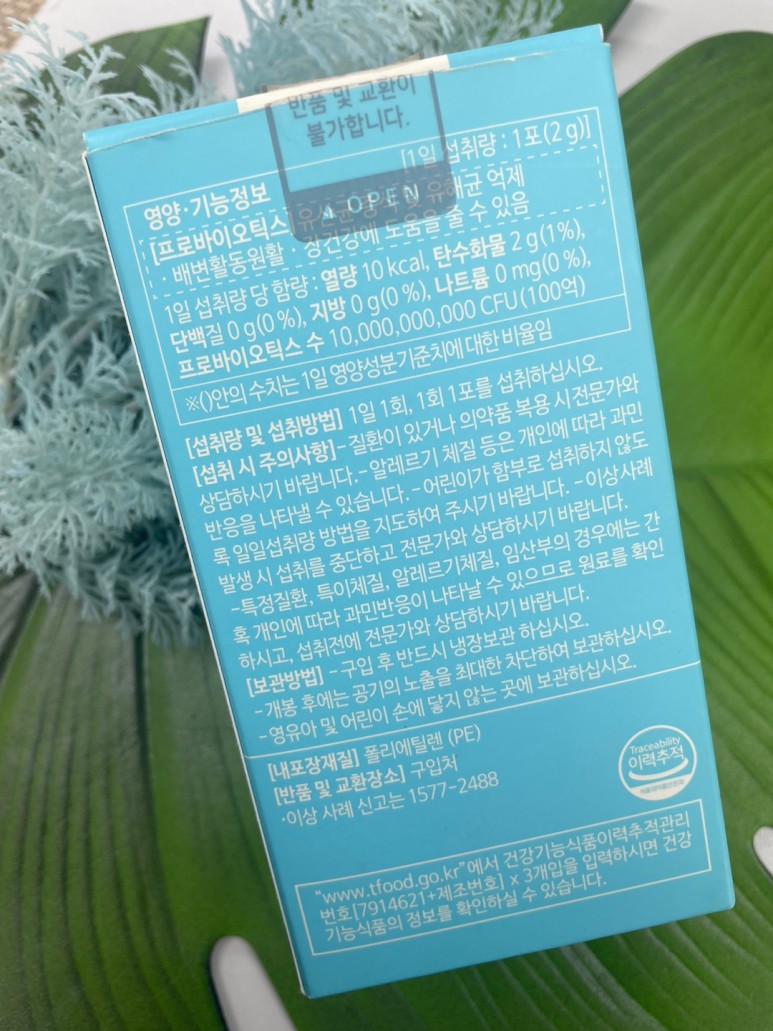 반품 및 교환이
불가합니다.
▲ OPEN
영양·기능정보 [1일 섭취량 : 1포(2 g)]
[프로바이오틱스] 유산균 증식 및 유해균 억제
· 배변활동원활 · 장건강에 도움을 줄 수 있음
1일 섭취량 당 함량 : 열량 10 kcal, 탄수화물 2 g(1%),
단백질 0 g(0 %), 지방 0 g(0 %), 나트륨 0 mg(0 %),
프로바이오틱스 수 10,000,000,000 CFU(100억)
※()안의 수치는 1일 영양성분기준치에 대한 비율임
[섭취량 및 섭취방법] 1일 1회, 1회 1포를 섭취하십시오.
[섭취 시 주의사항] -질환이 있거나 의약품 복용 시 전문가와
상담하시기 바랍니다. -알레르기 체질 등은 개인에 따라 과민
반응을 나타낼 수 있습니다. -어린이가 함부로 섭취하지 않도
록 일일섭취량 방법을 지도하여 주시기 바랍니다. -이상사례
발생 시 섭취를 중단하고 전문가와 상담하시기 바랍니다.
-특정질환, 특이체질, 알레르기체질, 임산부의 경우에는 간
혹 개인에 따라 과민반응이 나타날 수 있으므로 원료를 확인
하시고, 섭취전에 전문가와 상담하시기 바랍니다.
[보관방법] -구입 후 반드시 냉장보관 하십시오.
-개봉 후에는 공기의 노출을 최대한 차단하여 보관하십시오.
-영유아 및 어린이 손에 닿지 않는 곳에 보관하십시오.
[내포장재질] 폴리에틸렌 (PE)
[반품 및 교환장소] 구입처
·이상 사례 신고는 1577-2488
Traceability
이력추적
"www.tfood.go.kr"에서 건강기능식품이력추적관리
번호[7914621+제조번호] x 3개입을 입력하시면 건강
기능식품의 정보를 확인하실 수 있습니다.